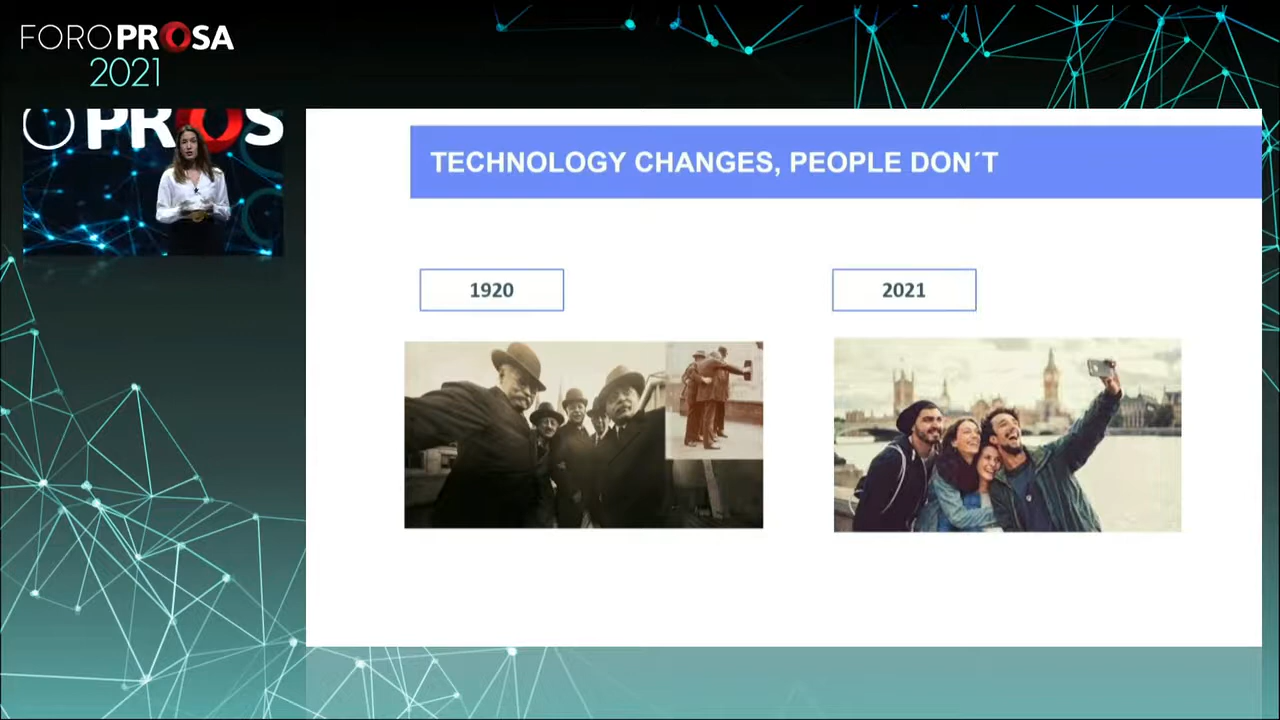 FOROPROSA
2021
O PROS
TECHNOLOGY CHANGES, PEOPLE DON´T
1920
2021